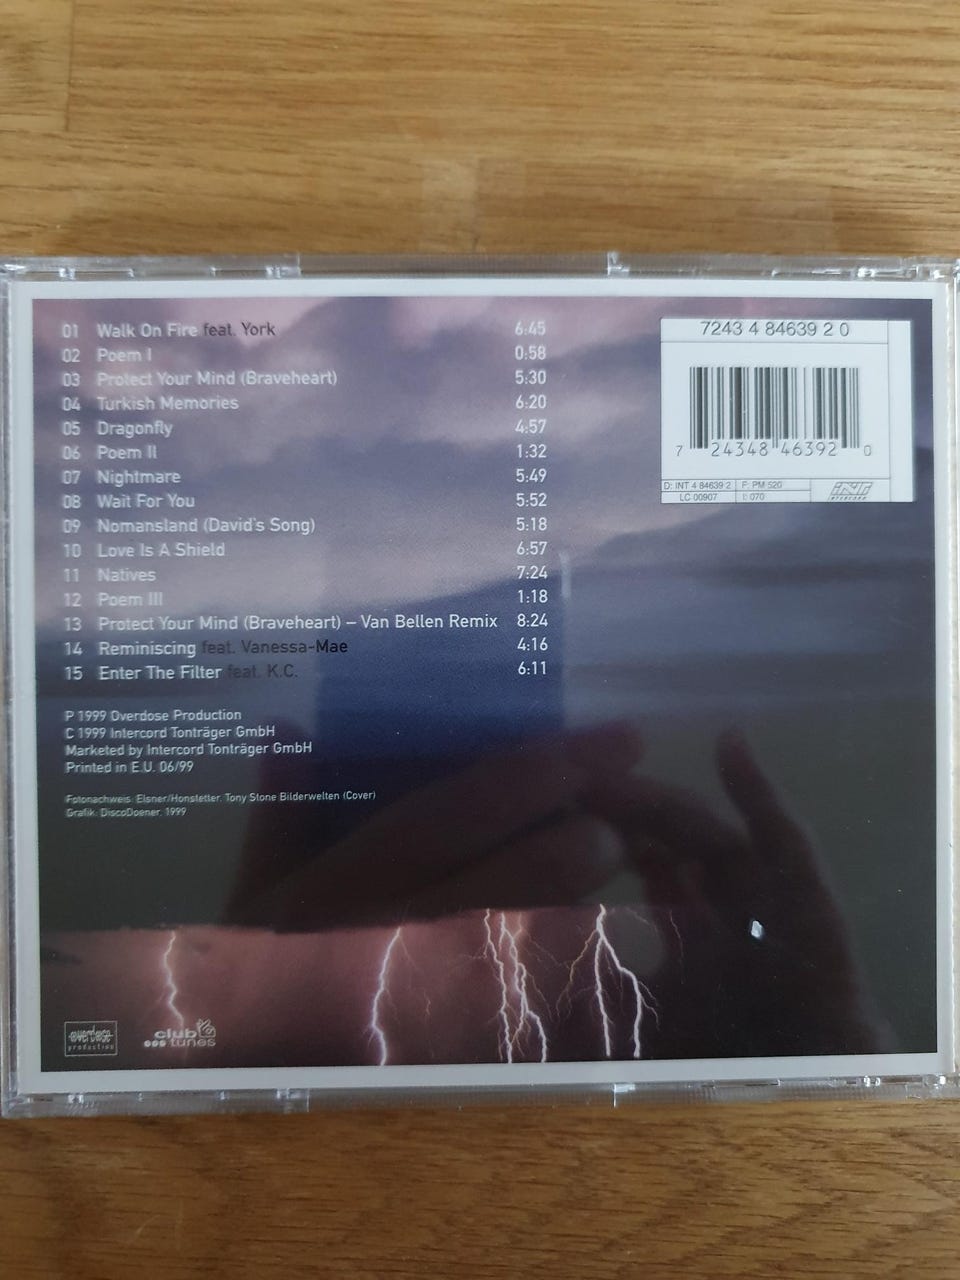 01 Walk On Fire feat. York 6:45
02 Poem I 0:58
03 Protect Your Mind (Braveheart) 5:30
04 Turkish Memories 6:20
05 Dragonfly 4:57
06 Poem II 1:32
07 Nightmare 5:49
08 Wait For You 5:52
09 Nomansland (David's Song) 5:18
10 Love Is A Shield 6:57
11 Natives 7:24
12 Poem III 1:18
13 Protect Your Mind (Braveheart) – Van Bellen Remix 8:24
14 Reminiscing feat. Vanessa-Mae 4:16
15 Enter The Filter feat. K.C. 6:11
P 1999 Overdose Production
C 1999 Intercord Tonträger GmbH
Marketed by Intercord Tonträger GmbH
Printed in E.U. 06/99
Fotonachweis: Elsner/Honstetter. Tony Stone Bilderwelten (Cover)
Grafik: DiscoDoener. 1999
7243 4 84639 2 0
7 24348 46392 0
D: INT 4 84639 2 F: PM 520
LC 00907 I: 070
INT
INTERCORD
overdose
production
club
tunes